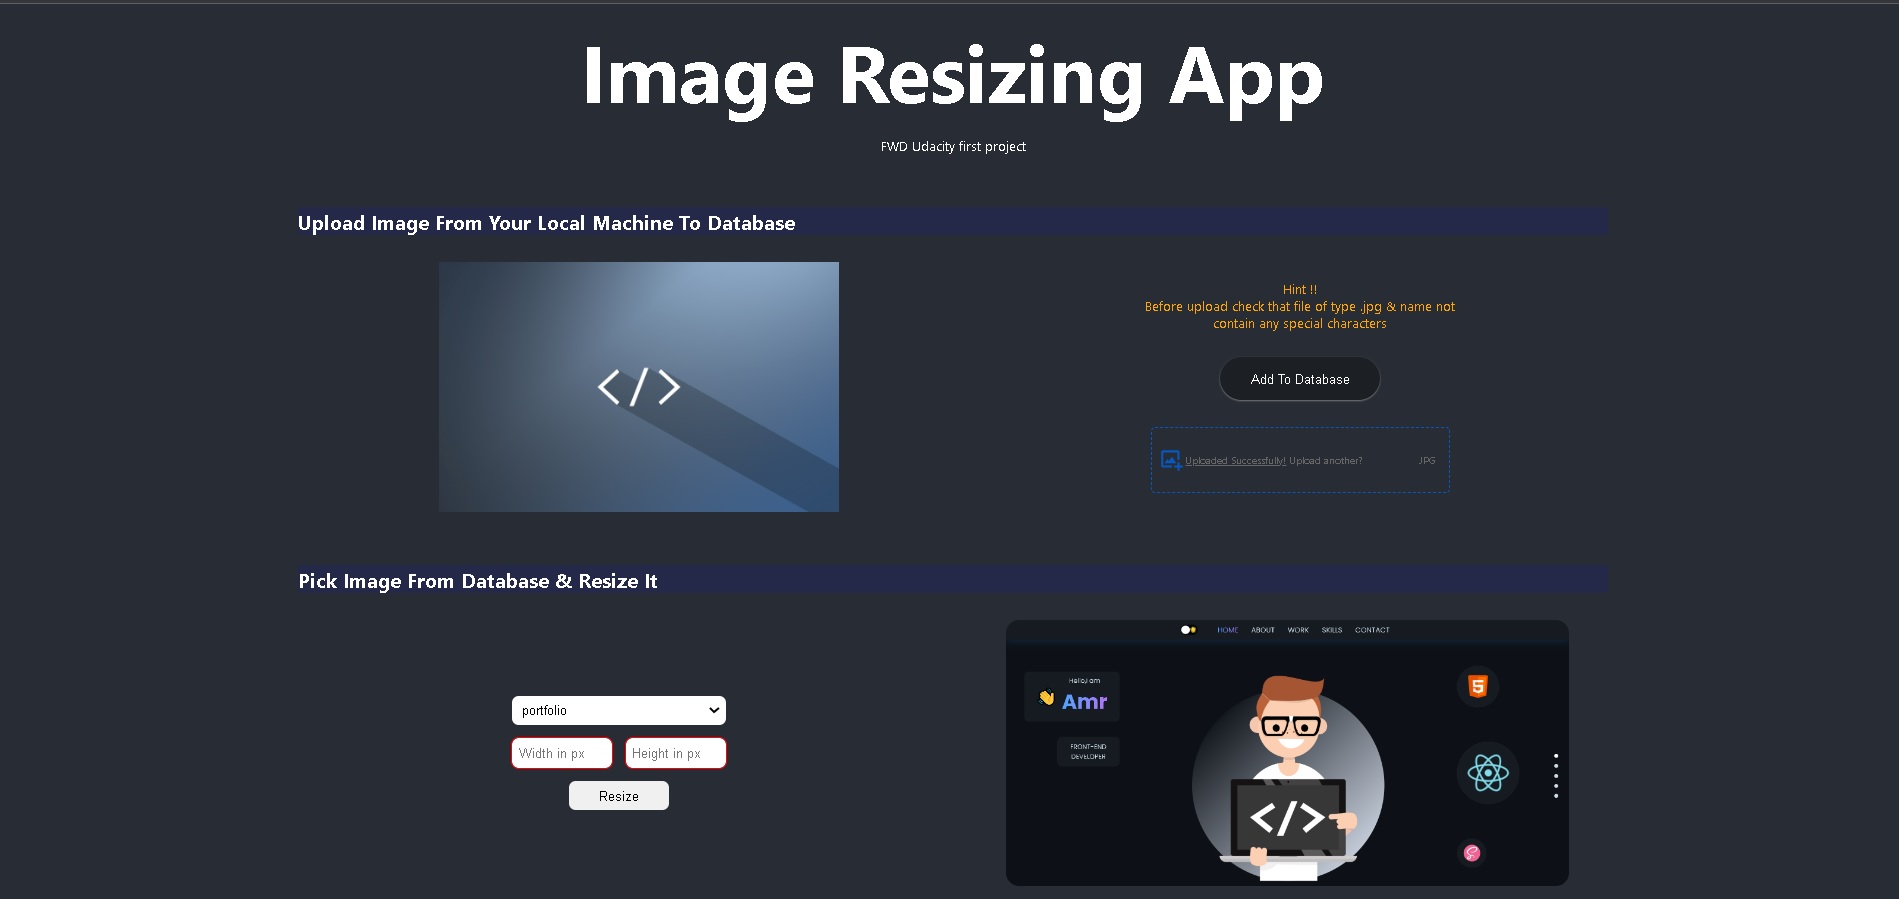 Image Resizing App
FWD Udacity first project
Upload Image From Your Local Machine To Database
</>
Hint !!
Before upload check that file of type .jpg & name not
contain any special characters
Add To Database
Uploaded Successfully! Upload another? JPG
Pick Image From Database & Resize It
portfolio
Width in px Height in px
Resize
HOME ABOUT WORK SKILLS CONTACT
Hello,I am
Amr
FRONT-END
DEVELOPER
5
</>